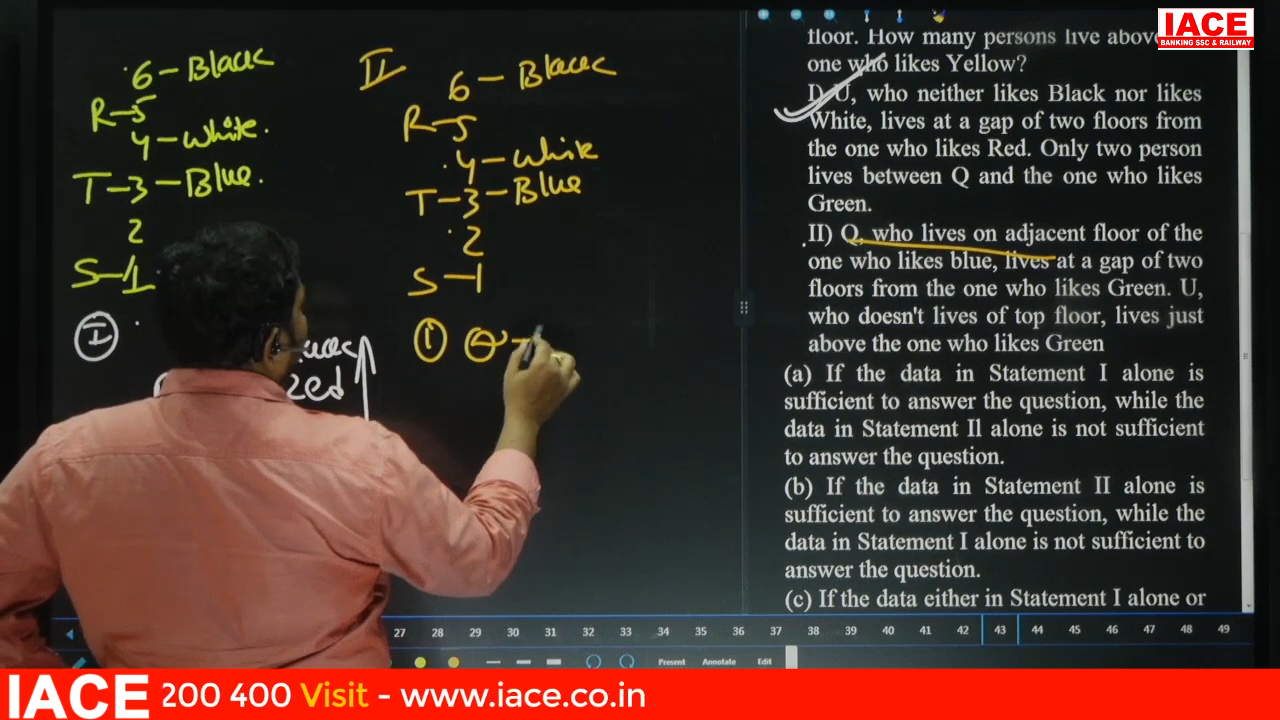 6 - Black
R - 5
4 - White.
T - 3 - Blue.
2
S - 1
I
II
6 - Black
R - 5
4 - White
T - 3 - Blue
2
S - 1
① Q -
IACE
BANKING SSC & RAILWAY
floor. How many persons live above
one who likes Yellow?
U, who neither likes Black nor likes
White, lives at a gap of two floors from
the one who likes Red. Only two person
lives between Q and the one who likes
Green.
II) Q, who lives on adjacent floor of the
one who likes blue, lives at a gap of two
floors from the one who likes Green. U,
who doesn't lives of top floor, lives just
above the one who likes Green
(a) If the data in Statement I alone is
sufficient to answer the question, while the
data in Statement Il alone is not sufficient
to answer the question.
(b) If the data in Statement II alone is
sufficient to answer the question, while the
data in Statement I alone is not sufficient to
answer the question.
(c) If the data either in Statement I alone or
27 28 29 30 31 32 33 34 35 36 37 38 39 40 41 42 43 44 45 46 47 48 49
Present Annotate Edit
IACE 200 400 Visit - www.iace.co.in